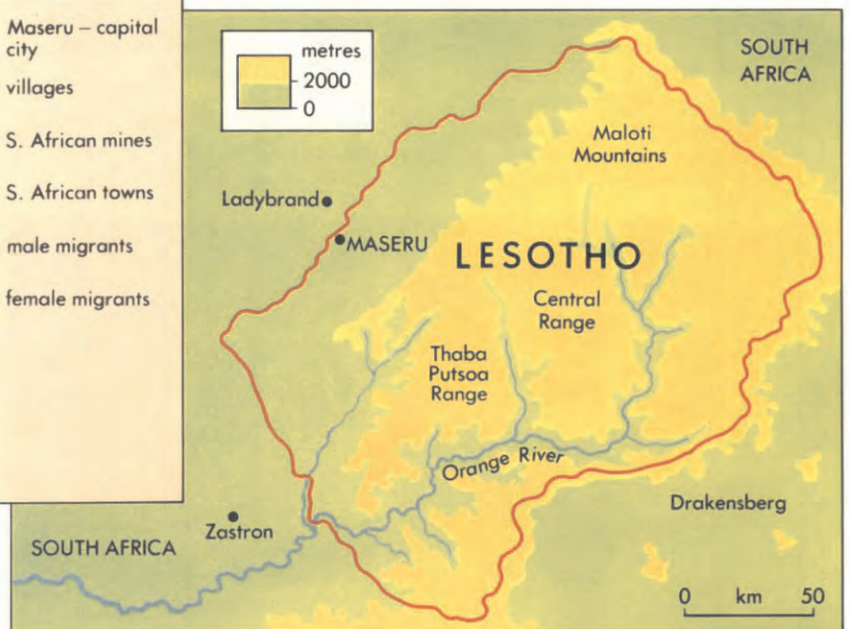 Maseru – capital
city
villages
S. African mines
S. African towns
male migrants
female migrants
metres
2000
0
SOUTH
AFRICA
Maloti
Mountains
Ladybrand
MASERU
LESOTHO
Central
Range
Thaba
Putsoa
Range
Orange River
Drakensberg
Zastron
SOUTH AFRICA
0 km 50